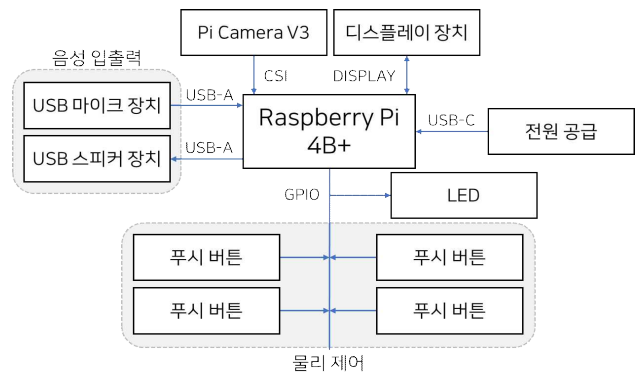 Pi Camera V3
디스플레이 장치
음성 입출력
CSI
DISPLAY
USB 마이크 장치
USB-A
Raspberry Pi
4B+
USB-C
전원 공급
USB 스피커 장치
USB-A
GPIO
LED
푸시 버튼
푸시 버튼
푸시 버튼
푸시 버튼
물리 제어